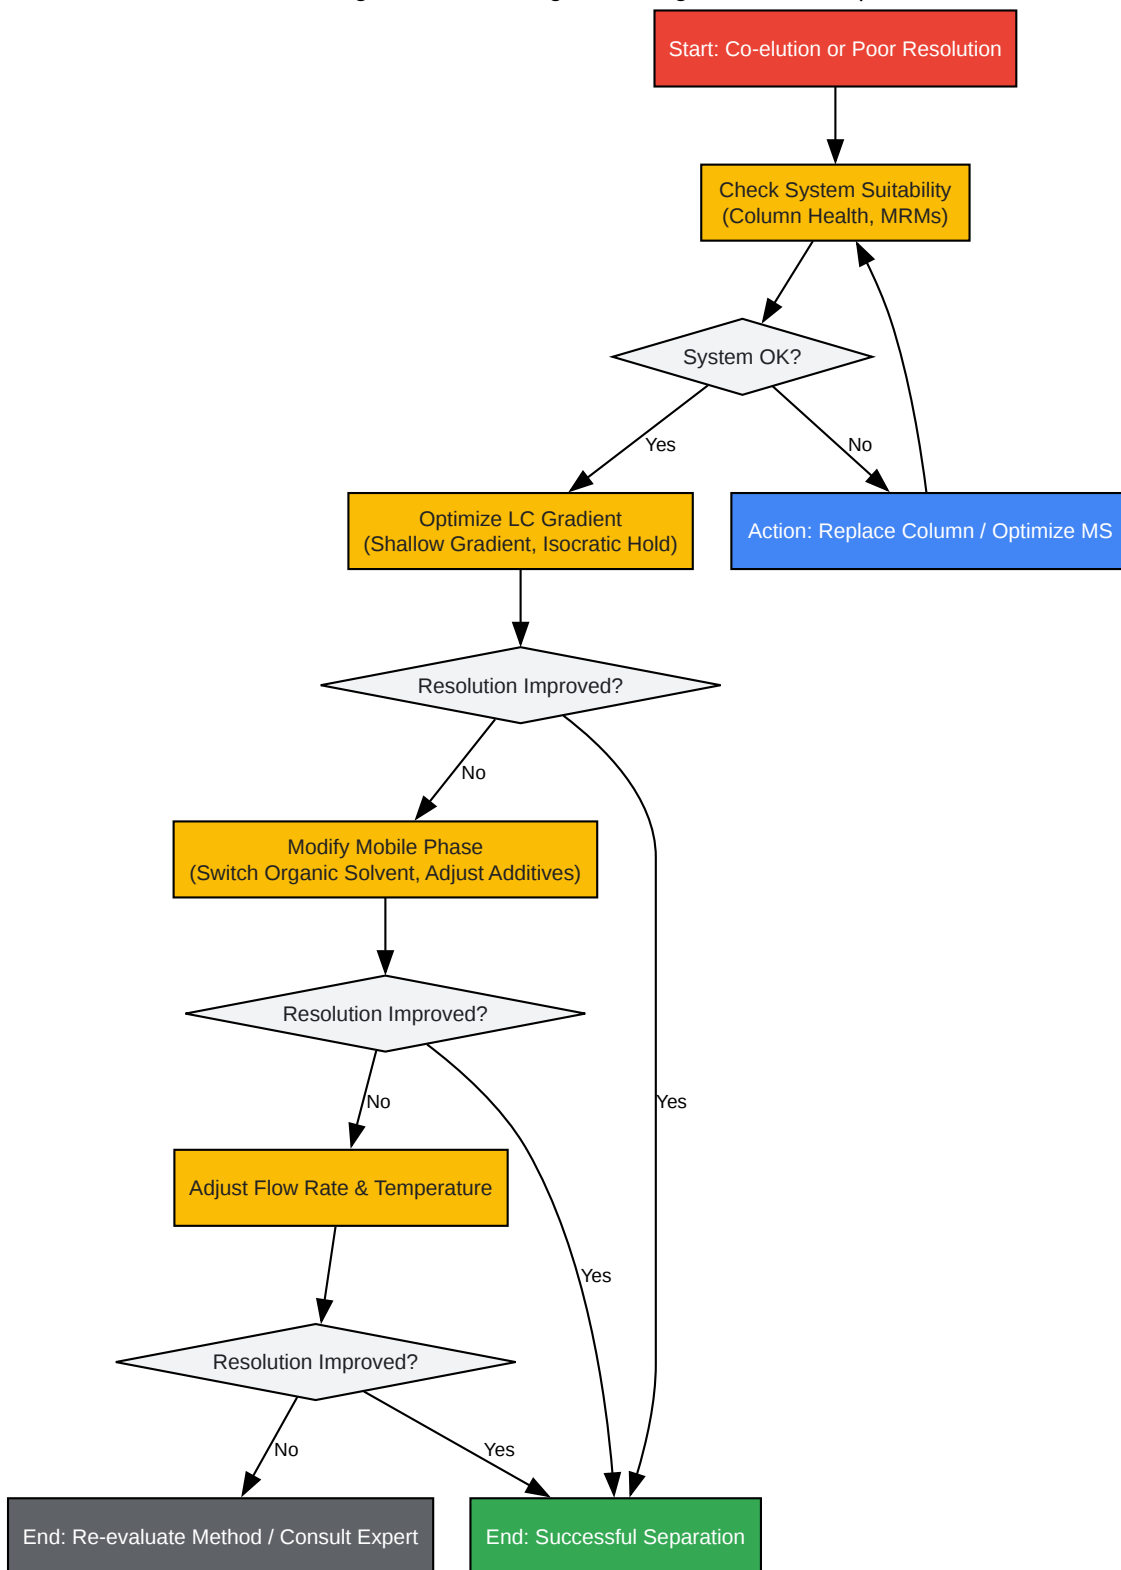 Start: Co-elution or Poor Resolution
Check System Suitability
(Column Health, MRMs)
System OK?
Yes
No
Optimize LC Gradient
(Shallow Gradient, Isocratic Hold)
Action: Replace Column / Optimize MS
Resolution Improved?
No
Modify Mobile Phase
(Switch Organic Solvent, Adjust Additives)
Resolution Improved?
No
Yes
Adjust Flow Rate & Temperature
Yes
Resolution Improved?
No
Yes
End: Re-evaluate Method / Consult Expert
End: Successful Separation